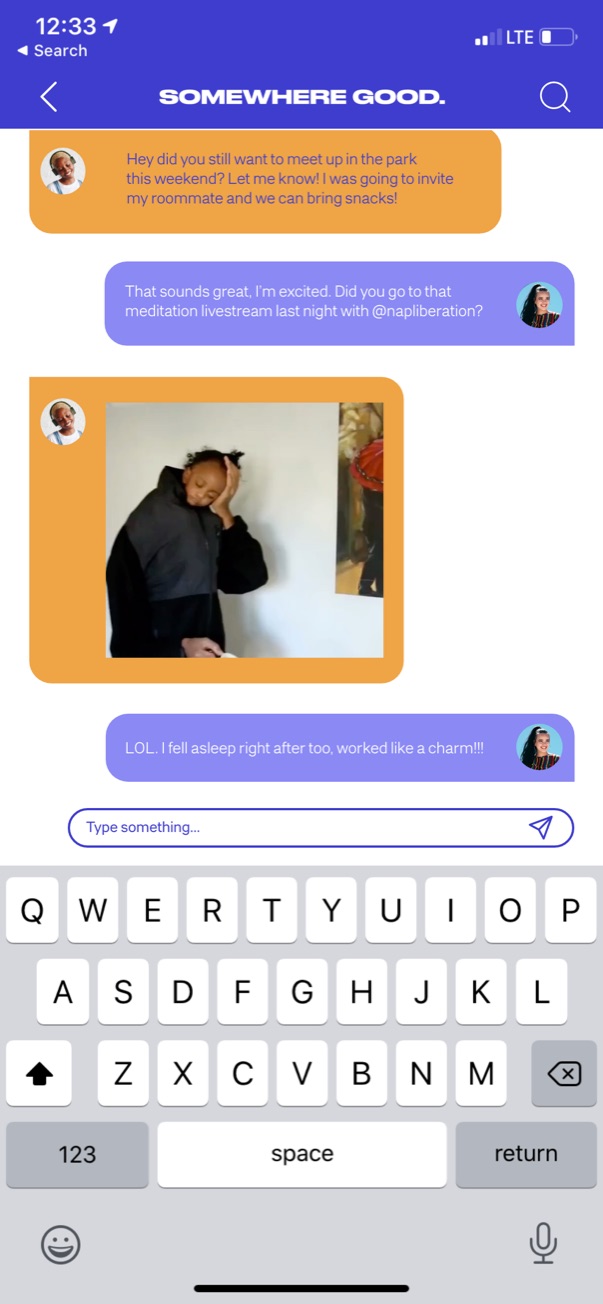 12:33
LTE
◀ Search
SOMEWHERE GOOD.
Hey did you still want to meet up in the park
this weekend? Let me know! I was going to invite
my roommate and we can bring snacks!
That sounds great, I'm excited. Did you go to that
meditation livestream last night with @napliberation?
LOL. I fell asleep right after too, worked like a charm!!!
Type something...
Q W E R T Y U I O P
A S D F G H J K L
Z X C V B N M
123 space return